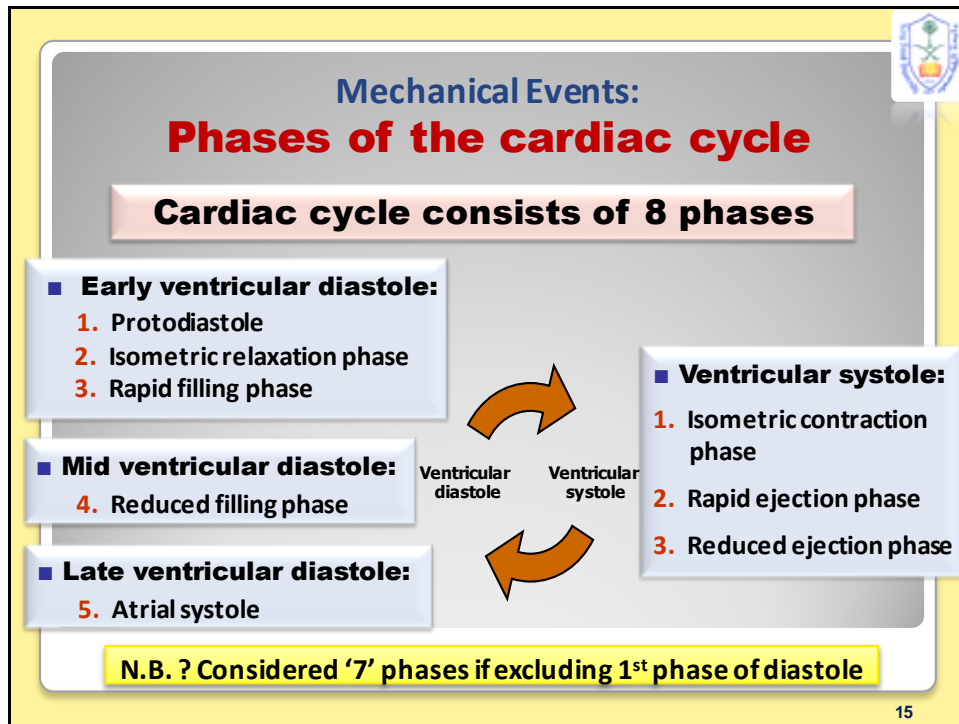 Mechanical Events:
Phases of the cardiac cycle
Cardiac cycle consists of 8 phases
■ Early ventricular diastole:
1. Protodiastole
2. Isometric relaxation phase
3. Rapid filling phase
■ Mid ventricular diastole:
4. Reduced filling phase
■ Late ventricular diastole:
5. Atrial systole
Ventricular
diastole
Ventricular
systole
■ Ventricular systole:
1. Isometric contraction
phase
2. Rapid ejection phase
3. Reduced ejection phase
N.B. ? Considered ‘7’ phases if excluding 1st phase of diastole
15